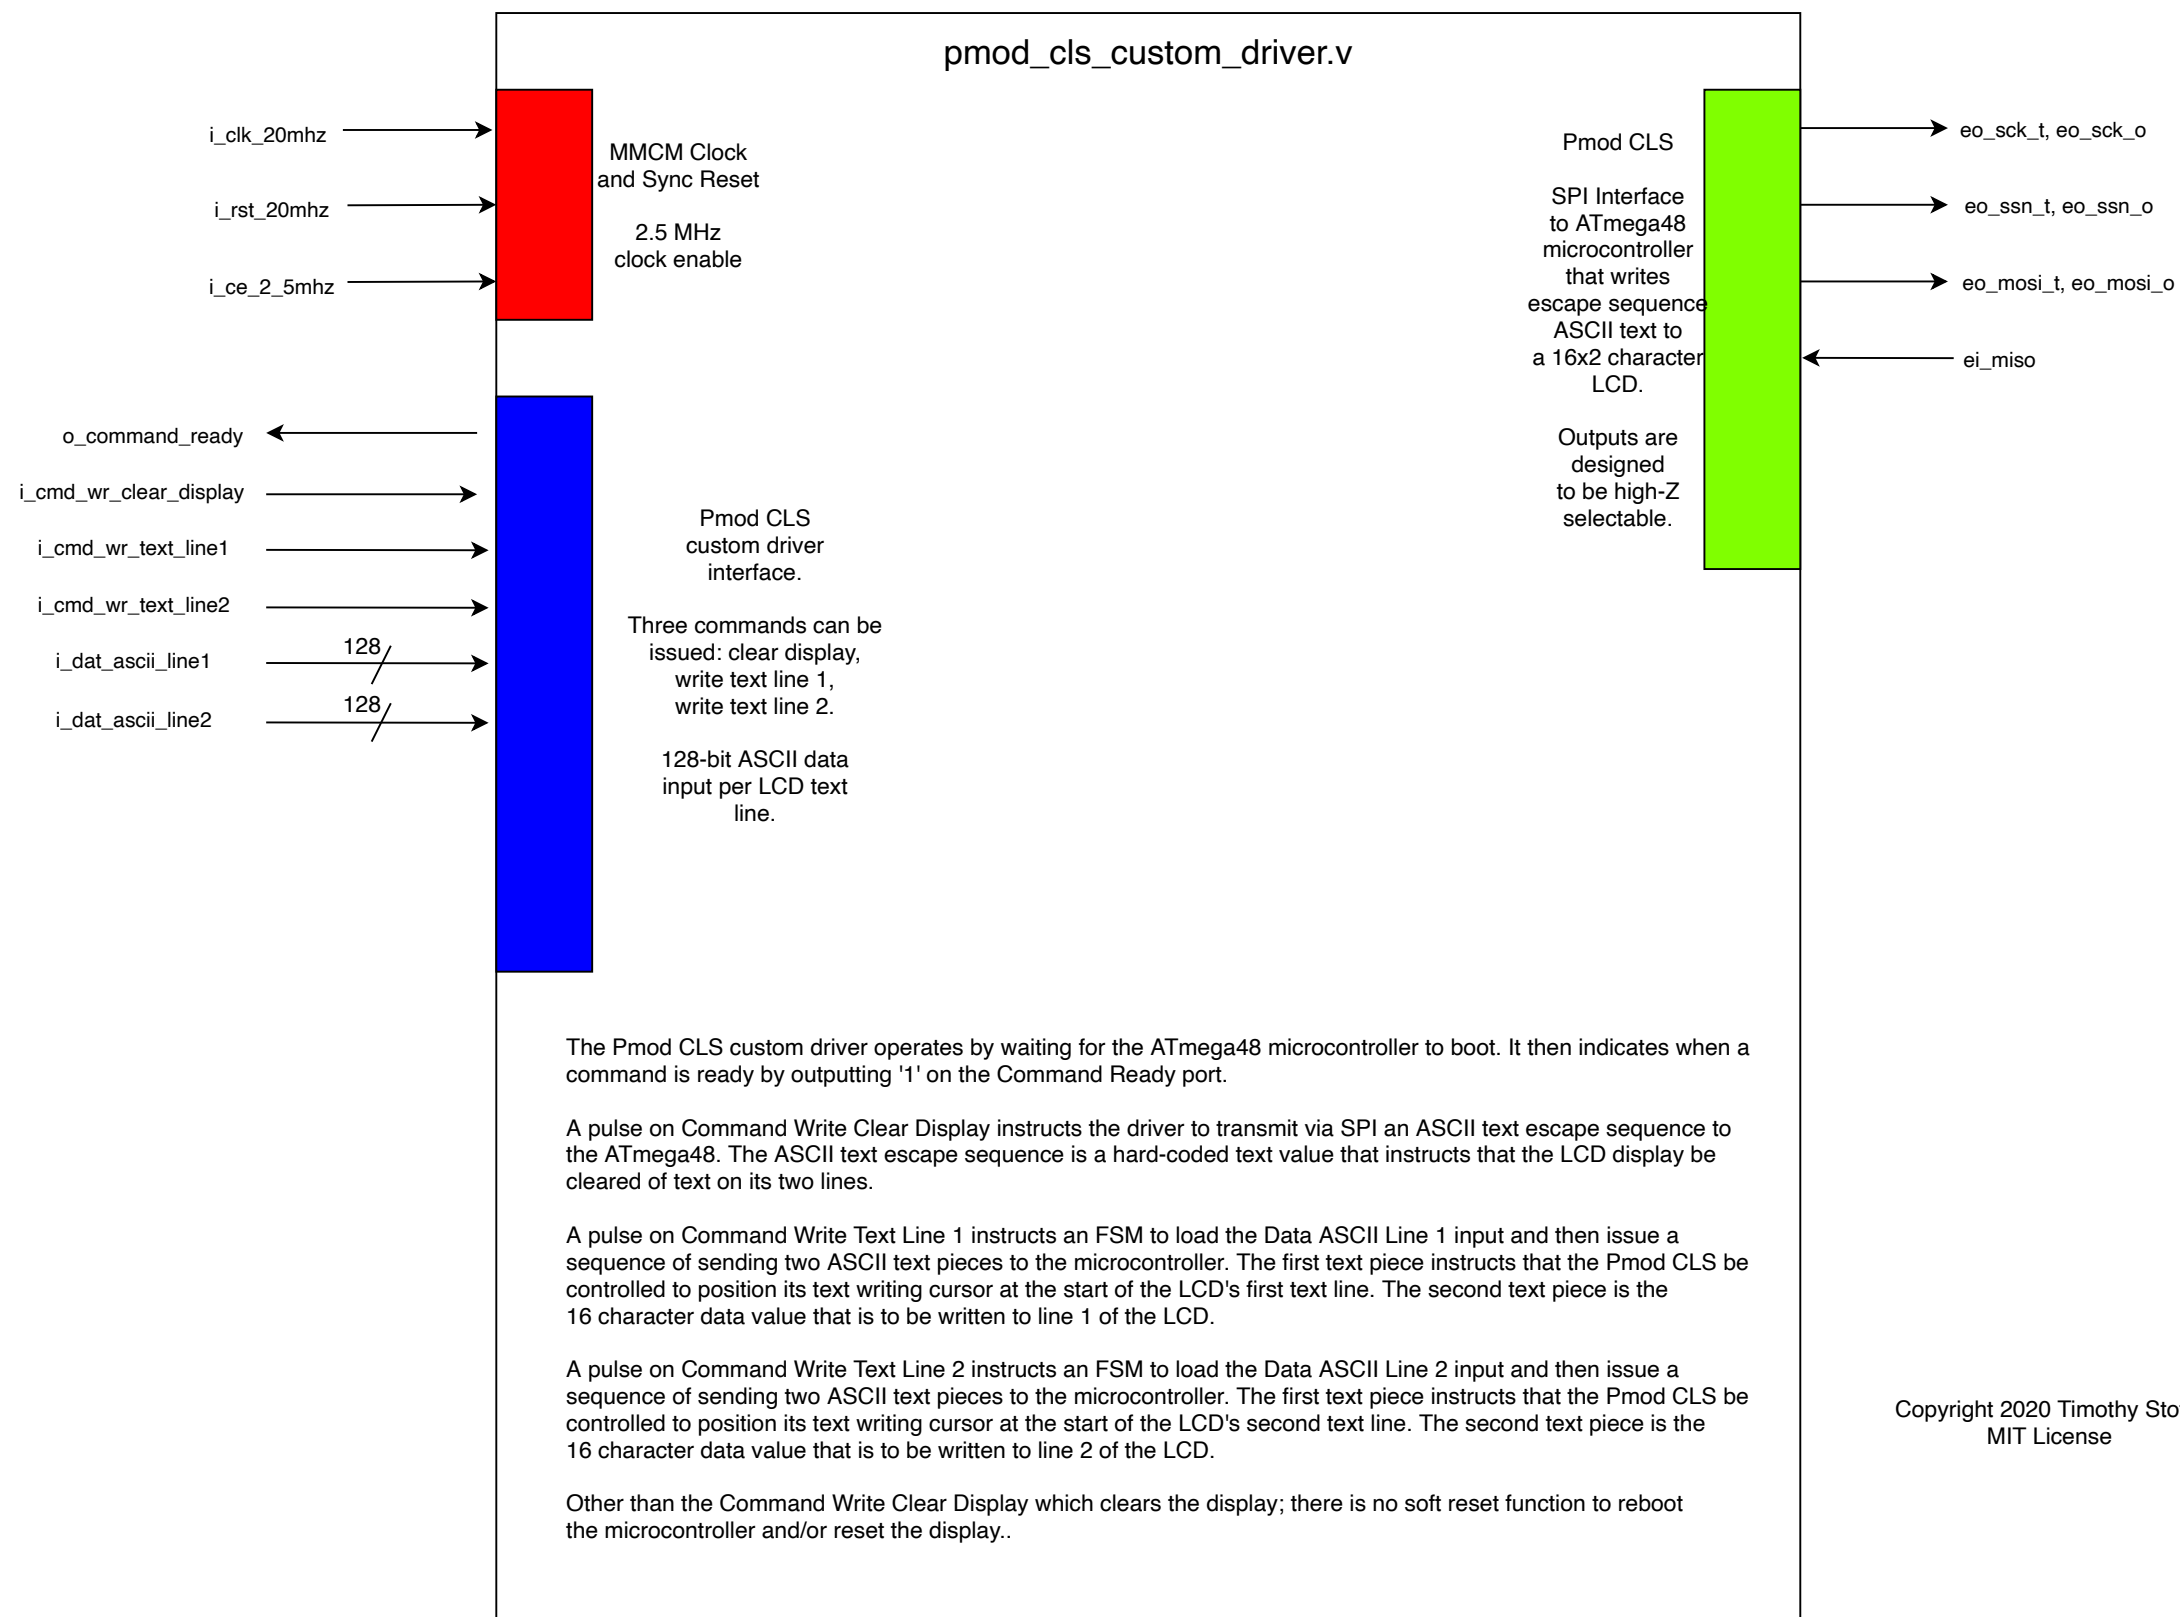 pmod_cls_custom_driver.v
i_clk_20mhz
i_rst_20mhz
i_ce_2_5mhz
MMCM Clock
and Sync Reset
2.5 MHz
clock enable
Pmod CLS
SPI Interface
to ATmega48
microcontroller
that writes
escape sequence
ASCII text to
a 16x2 character
LCD.
Outputs are
designed
to be high-Z
selectable.
eo_sck_t, eo_sck_o
eo_ssn_t, eo_ssn_o
eo_mosi_t, eo_mosi_o
ei_miso
o_command_ready
i_cmd_wr_clear_display
i_cmd_wr_text_line1
i_cmd_wr_text_line2
i_dat_ascii_line1
128
i_dat_ascii_line2
128
Pmod CLS
custom driver
interface.
Three commands can be
issued: clear display,
write text line 1,
write text line 2.
128-bit ASCII data
input per LCD text
line.
The Pmod CLS custom driver operates by waiting for the ATmega48 microcontroller to boot. It then indicates when a
command is ready by outputting '1' on the Command Ready port.
A pulse on Command Write Clear Display instructs the driver to transmit via SPI an ASCII text escape sequence to
the ATmega48. The ASCII text escape sequence is a hard-coded text value that instructs that the LCD display be
cleared of text on its two lines.
A pulse on Command Write Text Line 1 instructs an FSM to load the Data ASCII Line 1 input and then issue a
sequence of sending two ASCII text pieces to the microcontroller. The first text piece instructs that the Pmod CLS be
controlled to position its text writing cursor at the start of the LCD's first text line. The second text piece is the
16 character data value that is to be written to line 1 of the LCD.
A pulse on Command Write Text Line 2 instructs an FSM to load the Data ASCII Line 2 input and then issue a
sequence of sending two ASCII text pieces to the microcontroller. The first text piece instructs that the Pmod CLS be
controlled to position its text writing cursor at the start of the LCD's second text line. The second text piece is the
16 character data value that is to be written to line 2 of the LCD.
Other than the Command Write Clear Display which clears the display; there is no soft reset function to reboot
the microcontroller and/or reset the display..
Copyright 2020 Timothy
MIT License